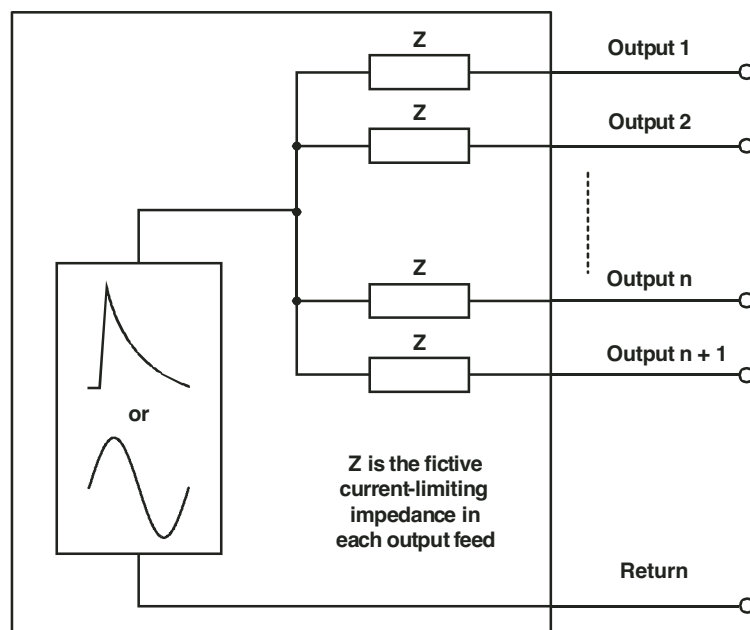 Z
Output 1
Z
Output 2
Z
Output n
Z
Output n + 1
or
Z is the fictive
current-limiting
impedance in
each output feed
Return